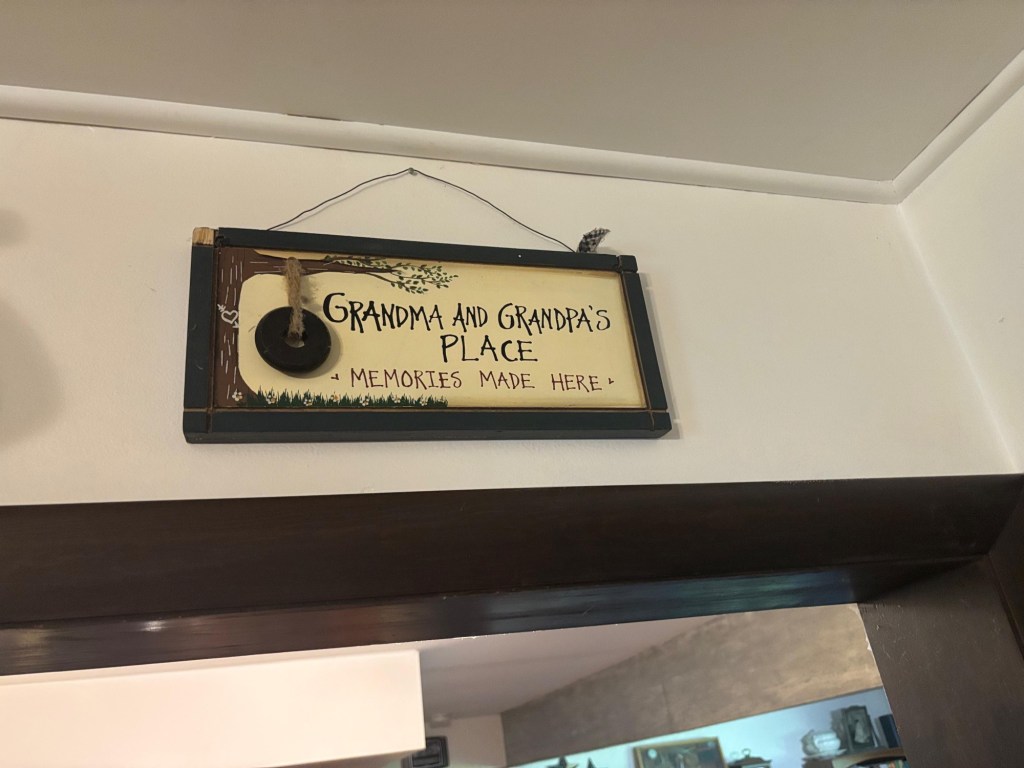 GRANDMA AND GRANDPA'S
PLACE
MEMORIES MADE HERE